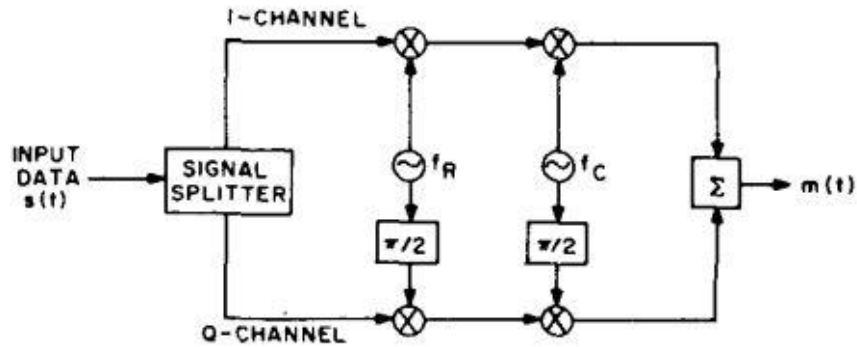 I-CHANNEL
INPUT
DATA
s(t)
SIGNAL
SPLITTER
f_R
f_C
π/2
π/2
Σ
m(t)
Q-CHANNEL